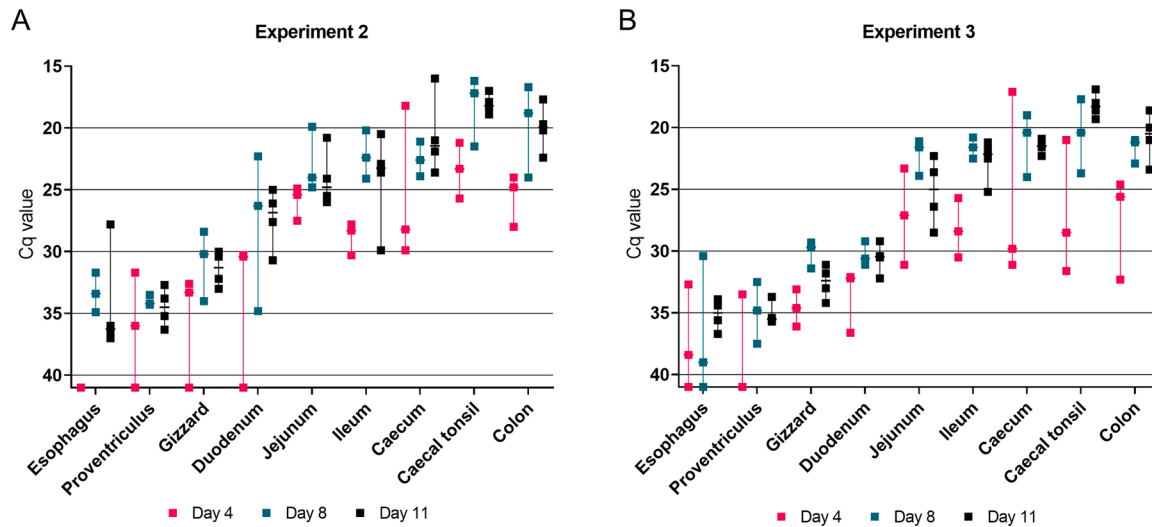 A
Experiment 2
Cq value
15
20
25
30
35
40
Esophagus
Proventriculus
Gizzard
Duodenum
Jejunum
Ileum
Caecum
Caecal tonsil
Colon
Day 4 Day 8 Day 11
B
Experiment 3
Cq value
15
20
25
30
35
40
Esophagus
Proventriculus
Gizzard
Duodenum
Jejunum
Ileum
Caecum
Caecal tonsil
Colon
Day 4 Day 8 Day 11